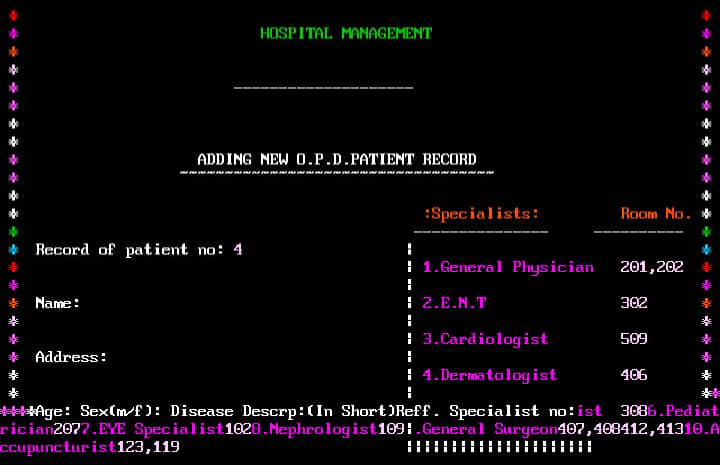 HOSPITAL MANAGEMENT
ADDING NEW O.P.D.PATIENT RECORD
:Specialists: Room No.
Record of patient no: 4
1.General Physician 201,202
Name: 2.E.N.T 302
3.Cardiologist 509
Address:
4.Dermatologist 406
****Age: Sex(m/f): Disease Descrp:(In Short)Reff. Specialist no:ist 3086.Pediat
rician2077.EYE Specialist1028.Nephrologist109.General Surgeon407,408412,41310.A
ccupuncturist123,119